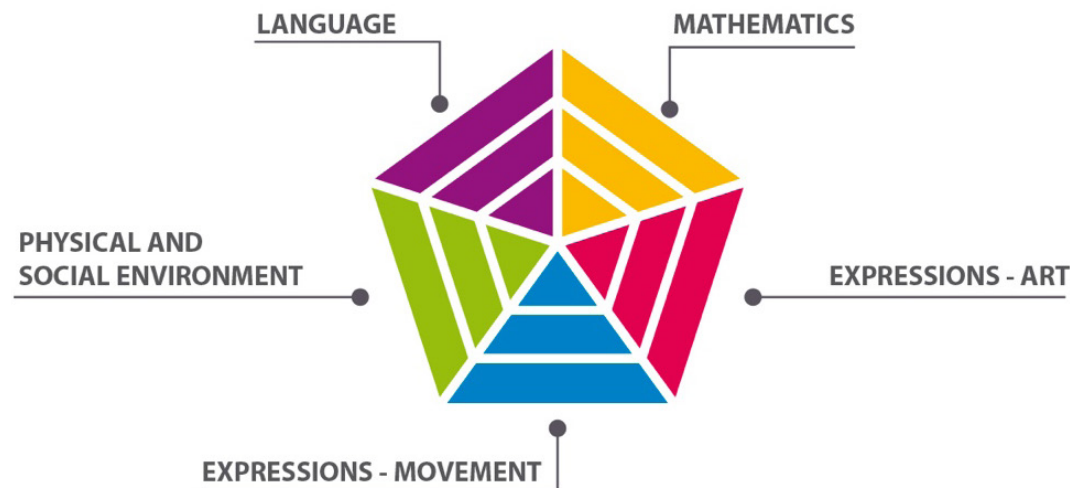 LANGUAGE
MATHEMATICS
PHYSICAL AND
SOCIAL ENVIRONMENT
EXPRESSIONS - ART
EXPRESSIONS - MOVEMENT